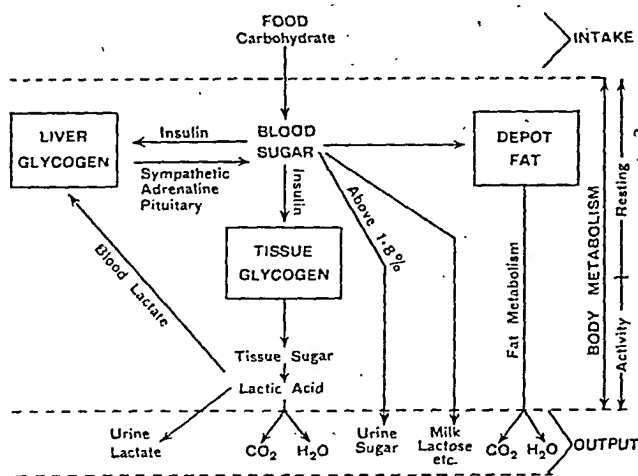 FOOD
Carbohydrate
INTAKE
LIVER
GLYCOGEN
Insulin
Sympathetic
Adrenaline
Pituitary
BLOOD
SUGAR
DEPOT
FAT
Insulin
Above 1·8%
TISSUE
GLYCOGEN
Blood Lactate
Fat Metabolism
BODY METABOLISM
Resting
Activity
Tissue Sugar
Lactic Acid
Urine
Lactate
CO2
H2O
Urine
Sugar
Milk
Lactose
etc.
CO2
H2O
OUTPUT